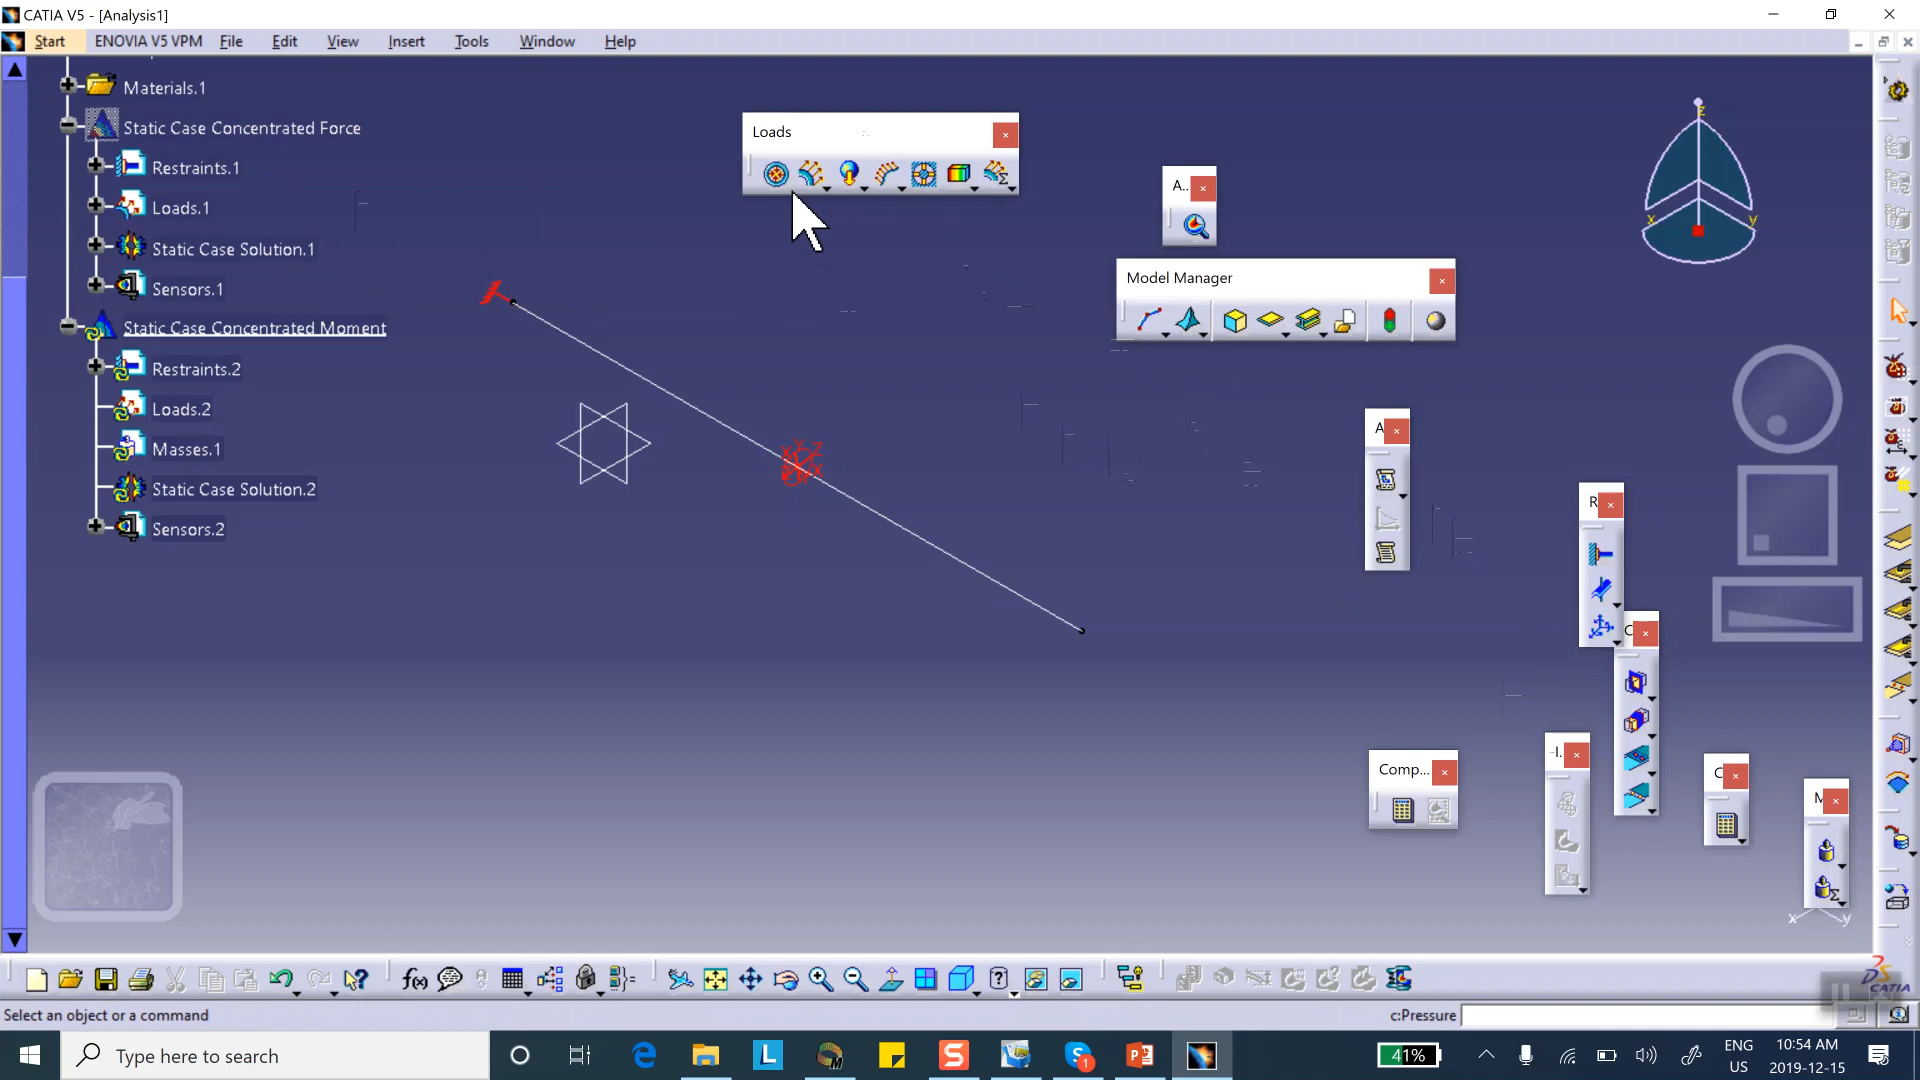 CATIA V5 - [Analysis1]
Start ENOVIA V5 VPM File Edit View Insert Tools Window Help
Materials.1
Static Case Concentrated Force
Restraints.1
Loads.1
Static Case Solution.1
Sensors.1
Static Case Concentrated Moment
Restraints.2
Loads.2
Masses.1
Static Case Solution.2
Sensors.2
Loads
A..
Model Manager
A
R
C
-I.
Comp...
C
M
z
x y
x y
X Y Z
CATIA
Select an object or a command
c:Pressure
Type here to search
41%
ENG
US
10:54 AM
2019-12-15